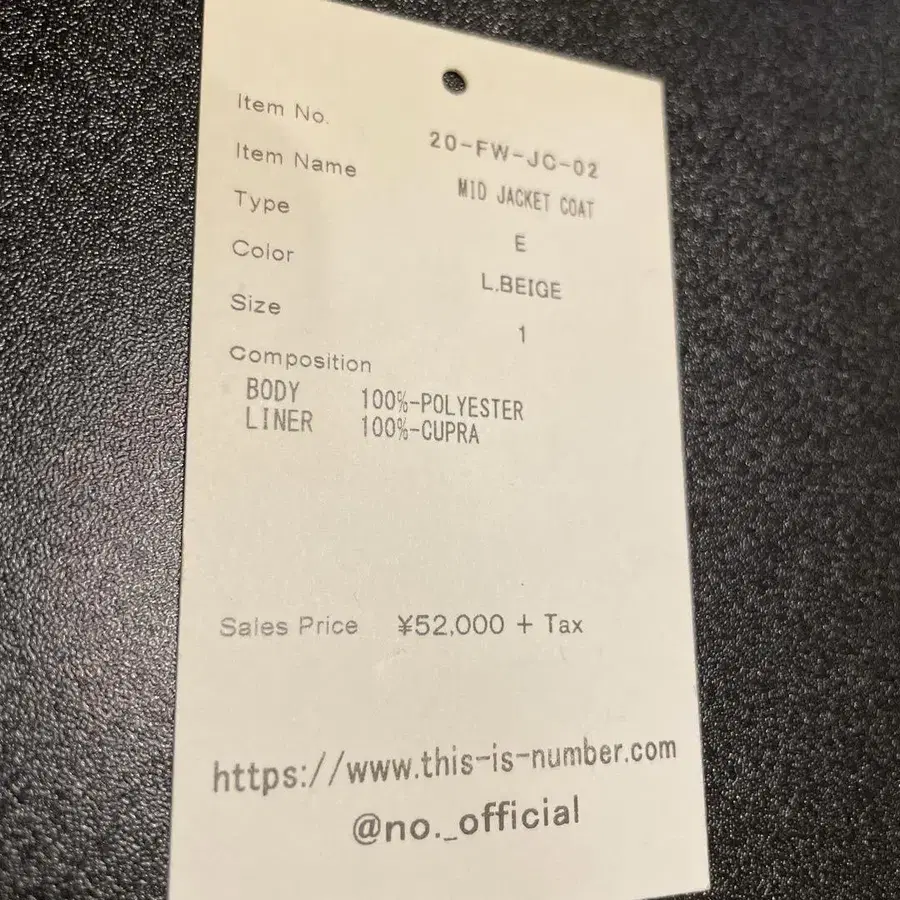 Item No. 20-FW-JC-02
Item Name MID JACKET COAT
Type E
Color L.BEIGE
Size 1
Composition
BODY 100%-POLYESTER
LINER 100%-CUPRA
Sales Price ¥52,000 + Tax
https://www.this-is-number.com
@no._official